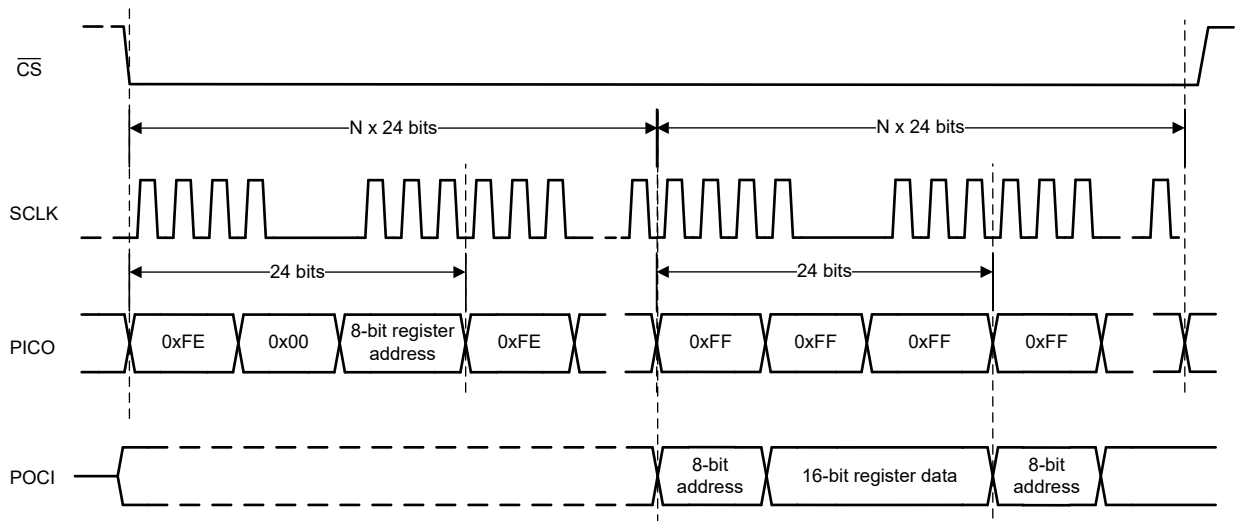 CS
N x 24 bits
N x 24 bits
SCLK
24 bits
24 bits
PICO
0xFE
0x00
8-bit register
address
0xFE
0xFF
0xFF
0xFF
0xFF
POCI
8-bit
address
16-bit register data
8-bit
address